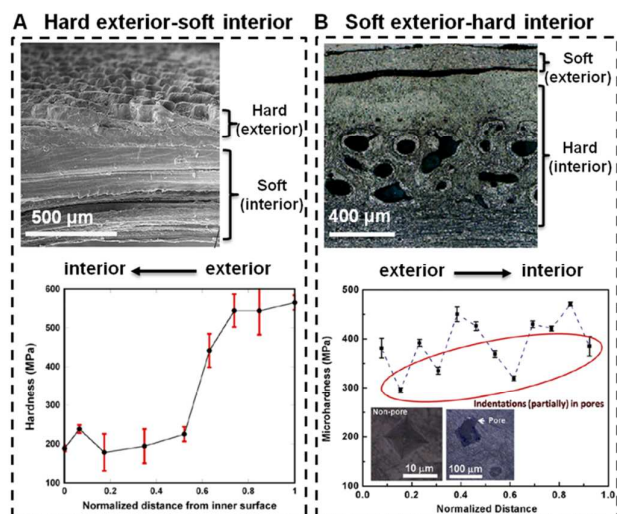 A Hard exterior-soft interior
Hard
(exterior)
Soft
(interior)
500 µm
interior exterior
600
500
400
300
200
100
0 0.2 0.4 0.6 0.8 1
Hardness (MPa)
Normalized distance from inner surface
B Soft exterior-hard interior
Soft
(exterior)
Hard
(interior)
400 µm
exterior interior
500
400
300
200
100
0.0 0.2 0.4 0.6 0.8 1.0
Microhardness (MPa)
Indentations (partially) in pores
Non-pore
10 µm
Pore
100 µm
Normalized Distance